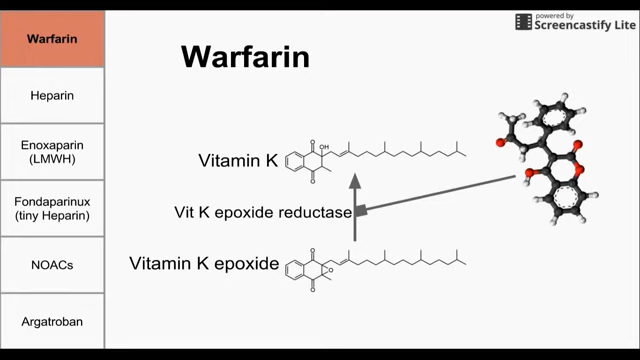 powered by
Screencastify Lite
Warfarin
Heparin
Enoxaparin
(LMWH)
Fondaparinux
(tiny Heparin)
NOACs
Argatroban
Warfarin
Vitamin K
O
OH
O
Vit K epoxide reductase
Vitamin K epoxide
O
O
O